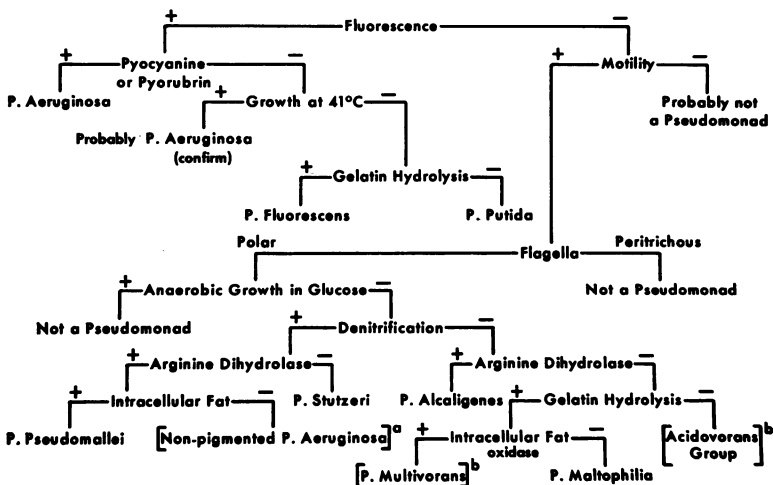 + Fluorescence −
+ Pyocyanine −
or Pyorubrin
+ Motility −
P. Aeruginosa
+ Growth at 41°C −
Probably not
a Pseudomonad
Probably P. Aeruginosa
(confirm)
+ Gelatin Hydrolysis −
P. Fluorescens
P. Putida
Polar
Flagella
Peritrichous
+ Anaerobic Growth in Glucose −
Not a Pseudomonad
Not a Pseudomonad
+ Denitrification −
+ Arginine Dihydrolase −
+ Arginine Dihydrolase −
+ Intracellular Fat −
P. Stutzeri
P. Alcaligenes
+ Gelatin Hydrolysis −
P. Pseudomallei
[Non-pigmented P. Aeruginosa]a
+ Intracellular Fat −
oxidase
[Acidovorans
Group]b
[P. Multivorans]b
P. Maltophilia